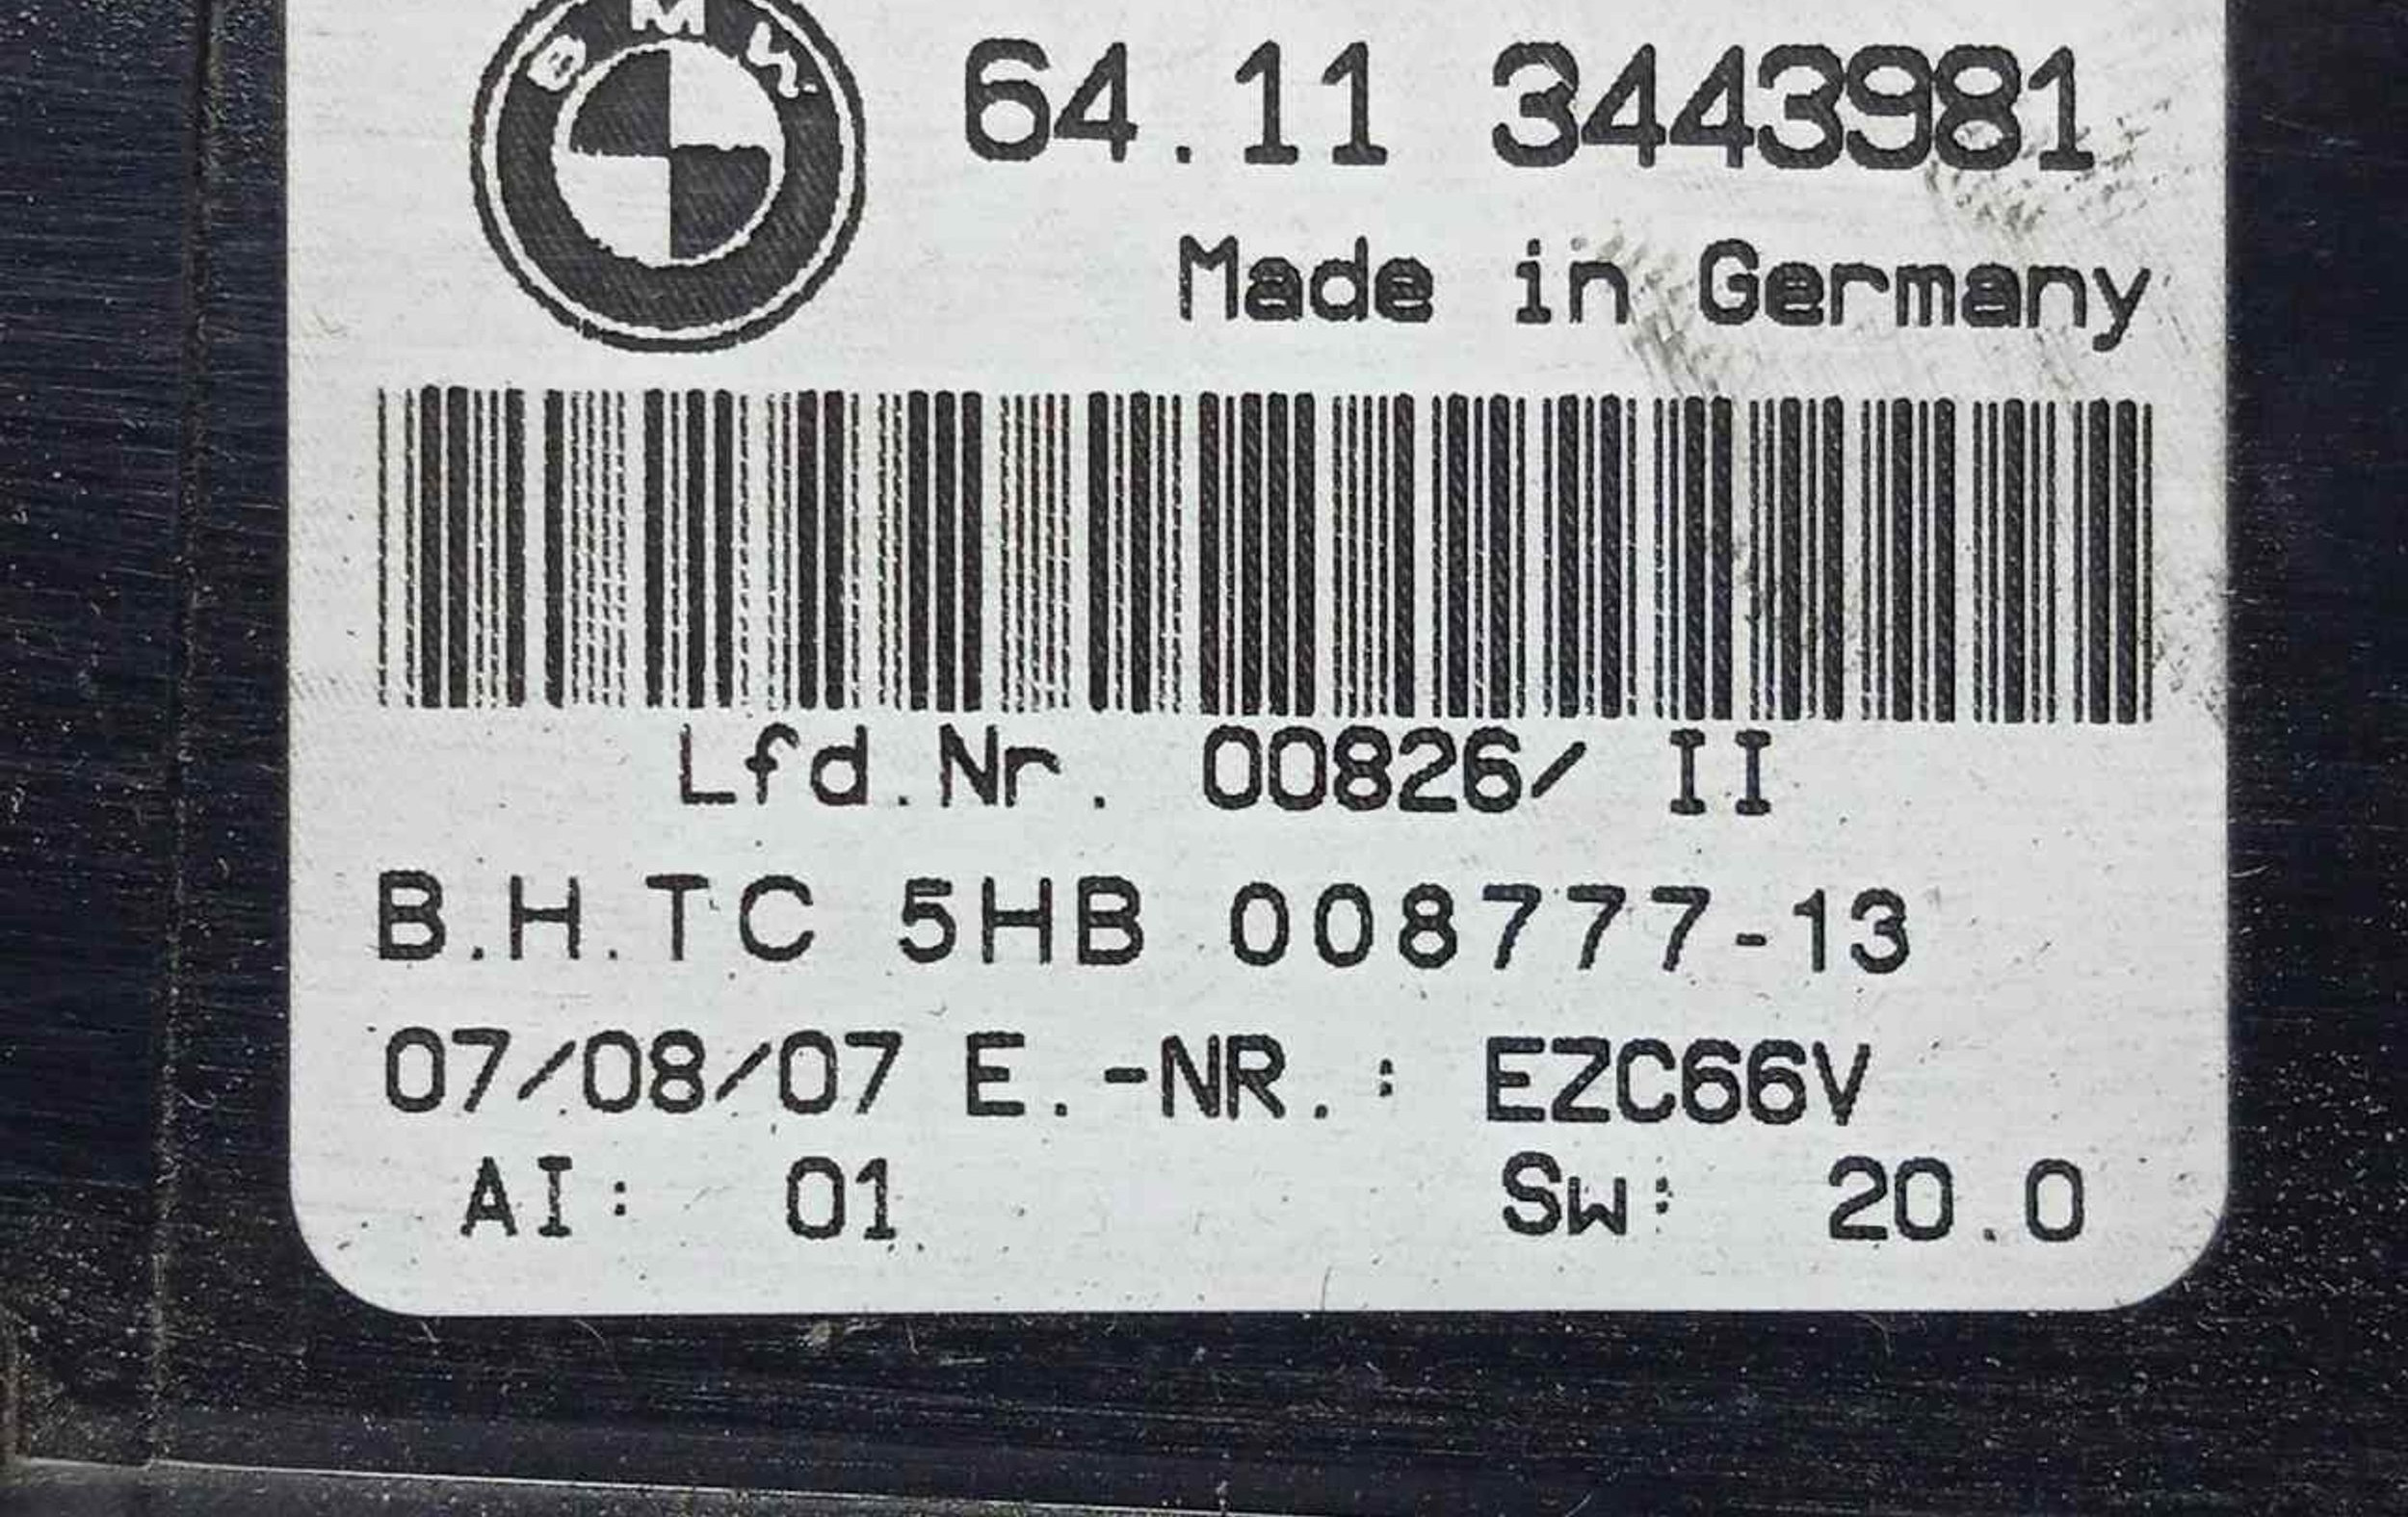 BMW
64.11 3443981
Made in Germany
Lfd.Nr. 00826/ II
B.H.TC 5HB 008777-13
07/08/07 E.-NR.: EZC66V
AI: 01 Sw: 20.0